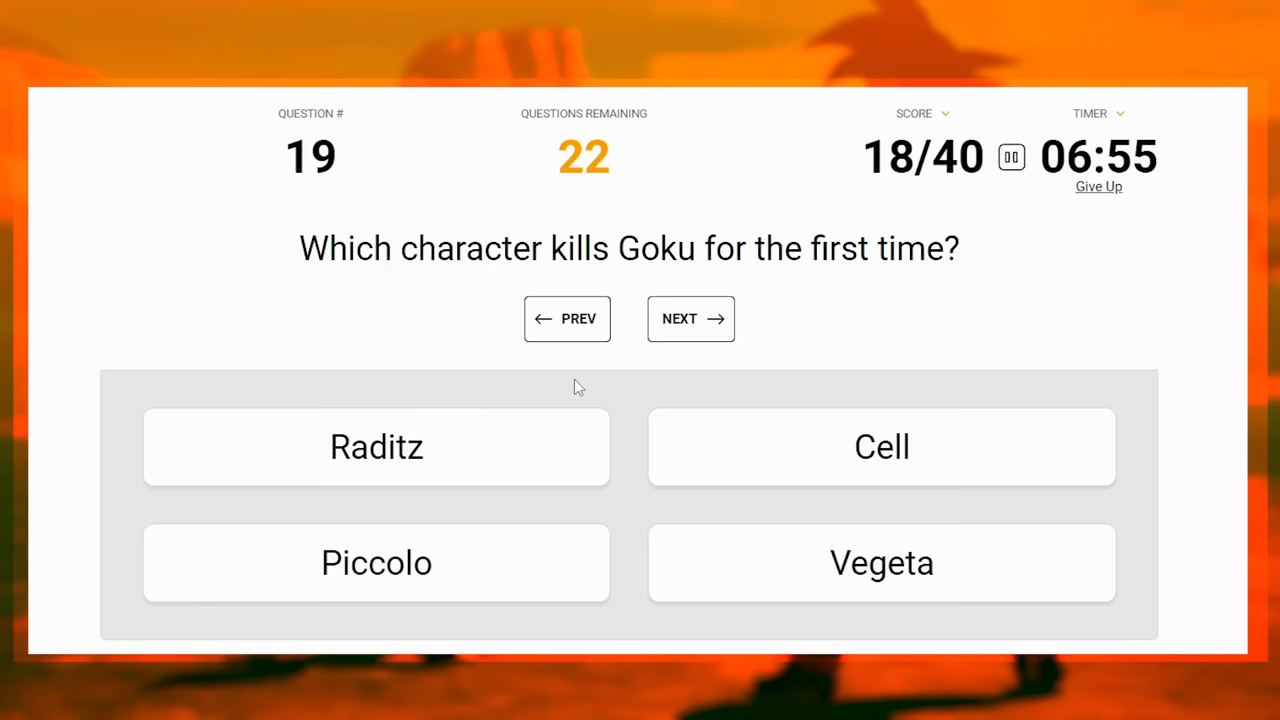 QUESTION #
QUESTIONS REMAINING
SCORE
TIMER
19
22
18/40
06:55
Give Up
Which character kills Goku for the first time?
PREV
NEXT
Raditz
Cell
Piccolo
Vegeta